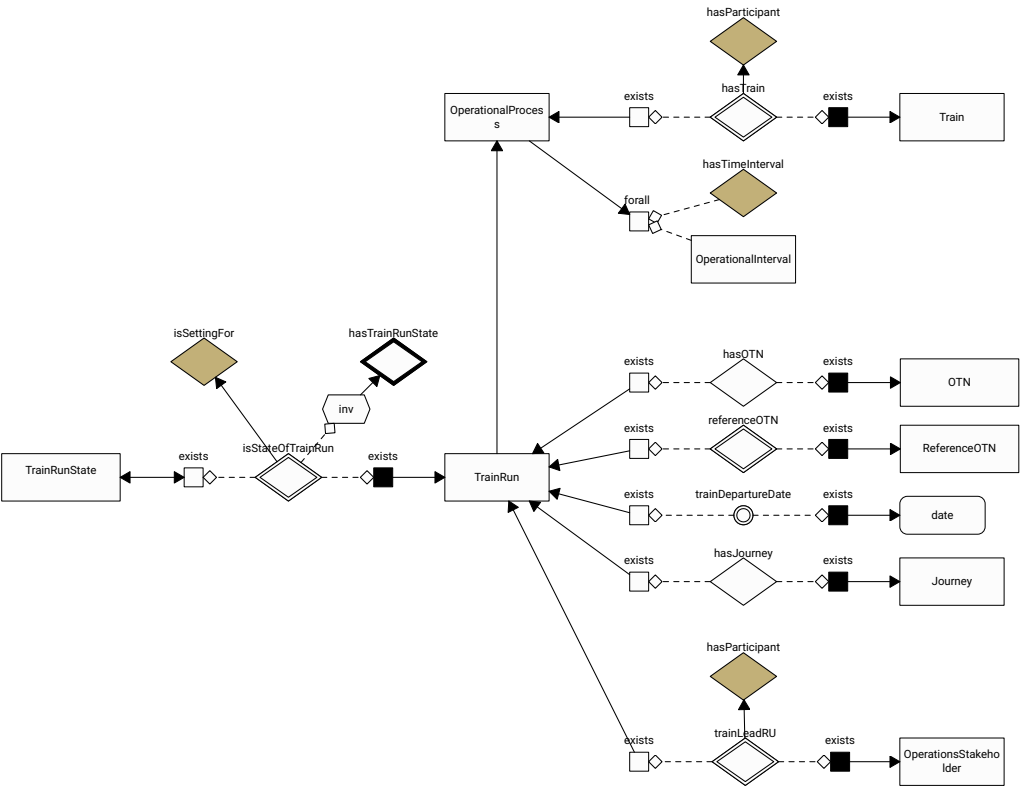 hasParticipant
exists
hasTrain
exists
OperationalProces
s
Train
hasTimeInterval
forall
OperationalInterval
isSettingFor
hasTrainRunState
inv
exists
hasOTN
exists
OTN
exists
referenceOTN
exists
ReferenceOTN
TrainRunState
exists
isStateOfTrainRun
exists
TrainRun
exists
trainDepartureDate
exists
date
exists
hasJourney
exists
Journey
hasParticipant
exists
trainLeadRU
exists
OperationsStakeho
lder